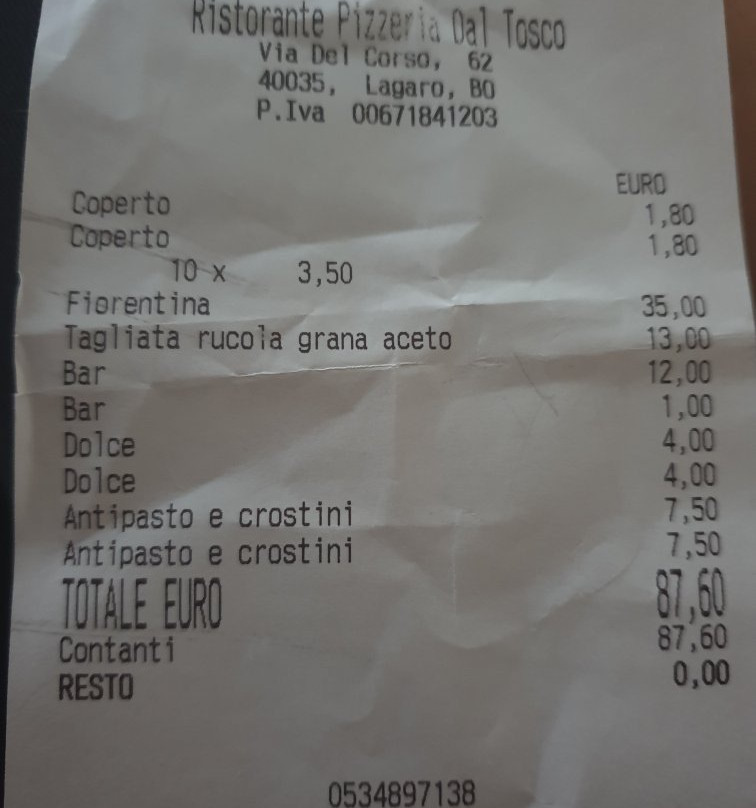 Ristorante Pizzeria Dal Tosco
Via Del Corso, 62
40035, Lagaro, BO
P.Iva 00671841203
EURO
Coperto 1,80
Coperto 1,80
10 x 3,50
Fiorentina 35,00
Tagliata rucola grana aceto 13,00
Bar 12,00
Bar 1,00
Dolce 4,00
Dolce 4,00
Antipasto e crostini 7,50
Antipasto e crostini 7,50
TOTALE EURO 87,60
Contanti 87,60
RESTO 0,00
0534897138